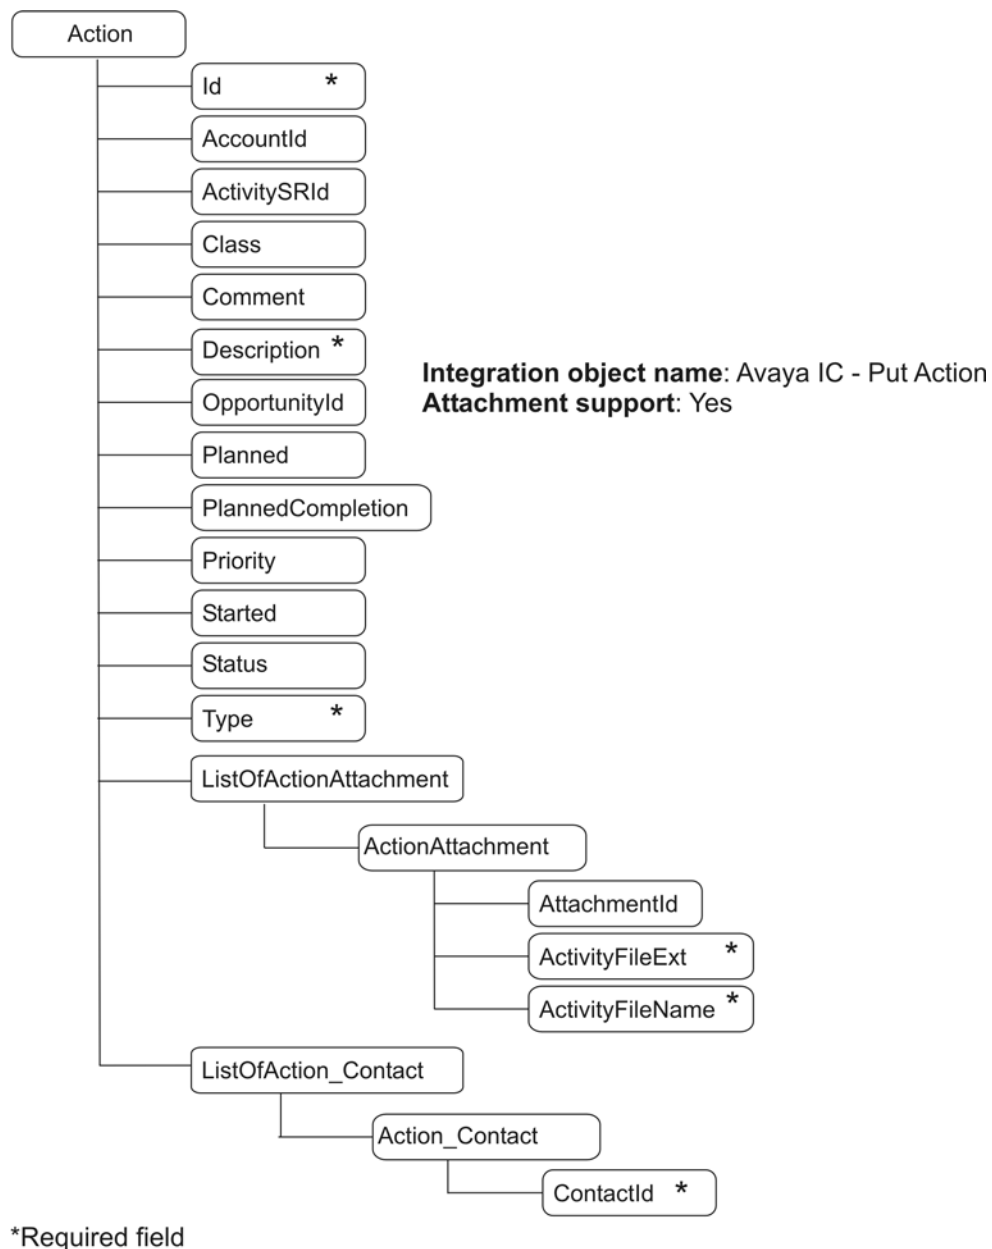 Action
Id *
AccountId
ActivitySRId
Class
Comment
Description *
Integration object name: Avaya IC - Put Action
Attachment support: Yes
OpportunityId
Planned
PlannedCompletion
Priority
Started
Status
Type *
ListOfActionAttachment
ActionAttachment
AttachmentId
ActivityFileExt *
ActivityFileName *
ListOfAction_Contact
Action_Contact
ContactId *
*Required field